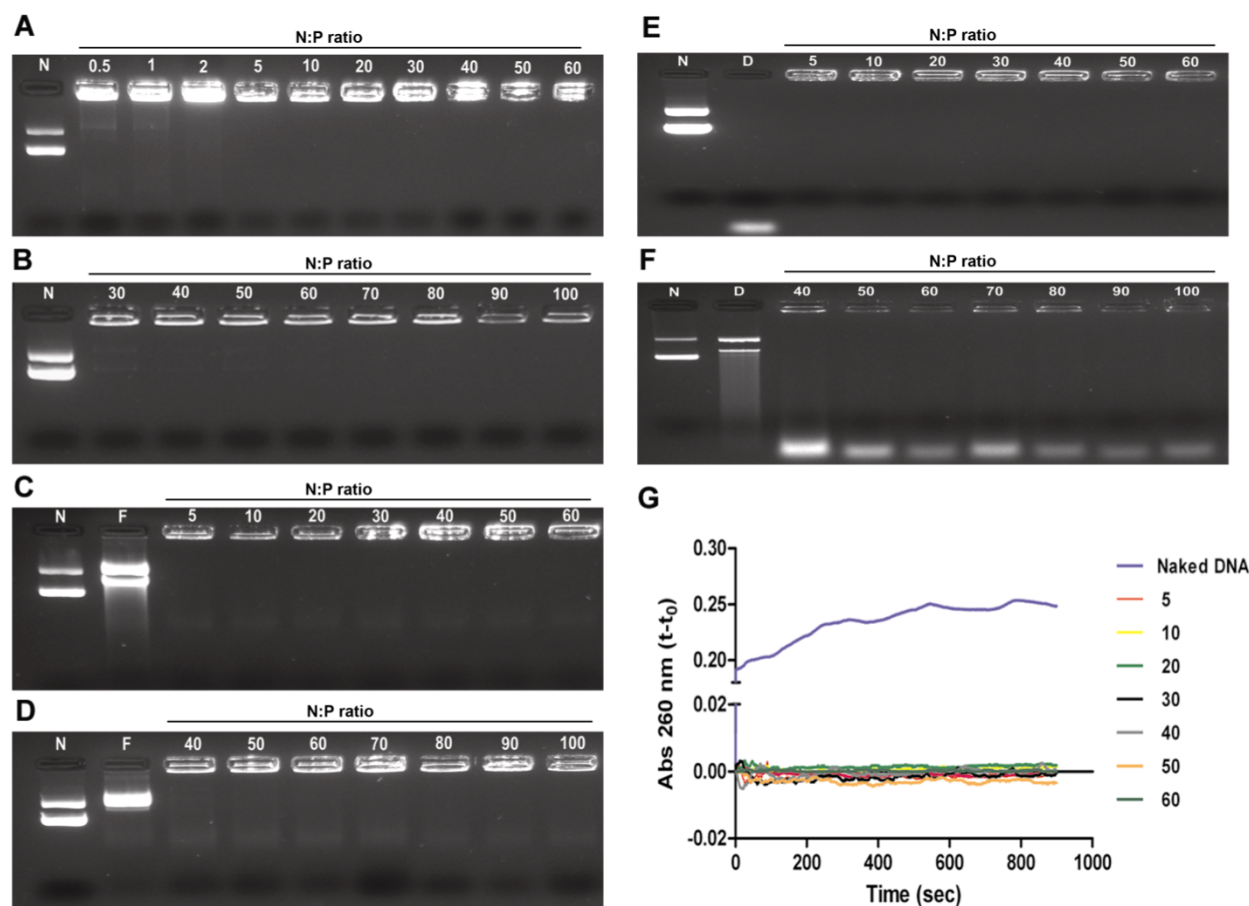 A
N:P ratio
N 0.5 1 2 5 10 20 30 40 50 60
B
N:P ratio
N 30 40 50 60 70 80 90 100
C
N:P ratio
N F 5 10 20 30 40 50 60
D
N:P ratio
N F 40 50 60 70 80 90 100
E
N:P ratio
N D 5 10 20 30 40 50 60
F
N:P ratio
N D 40 50 60 70 80 90 100
G
Abs 260 nm (t-t₀)
0.30
0.25
0.20
0.02
0.00
-0.02
0 200 400 600 800 1000
Time (sec)
Naked DNA
5
10
20
30
40
50
60